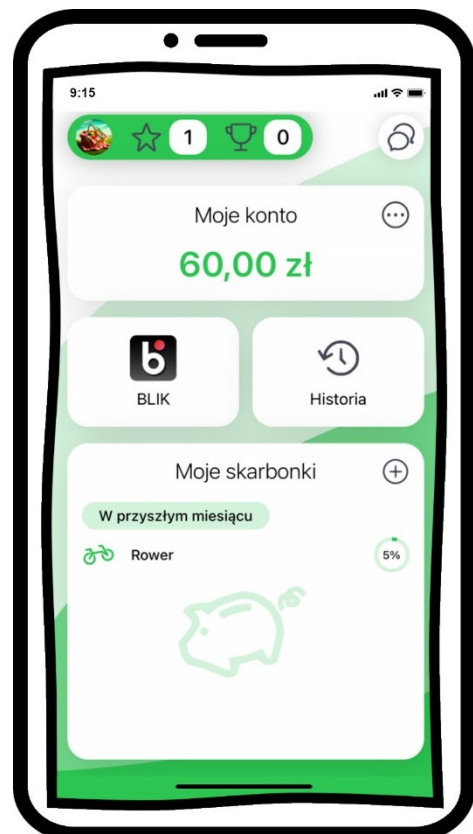 9:15
1 0
Moje konto
60,00 zł
BLIK Historia
Moje skarbonki
W przyszłym miesiącu
Rower 5%